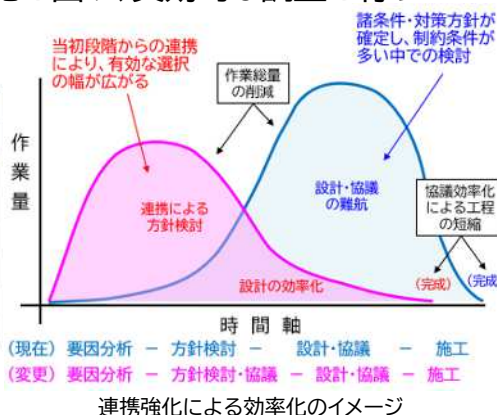 当初段階からの連携
により、有効な選択
の幅が広がる
作業総量
の削減
諸条件・対策方針が
確定し、制約条件が
多い中での検討
作業量
連携による
方針検討
設計・協議
の難航
協議効率化
による工程
の短縮
設計の効率化
(完成)
(完成
時間軸
(現在) 要因分析 － 方針検討 － 設計・協議 － 施工
(変更) 要因分析 － 方針検討・協議 － 設計・協議 － 施工
連携強化による効率化のイメージ